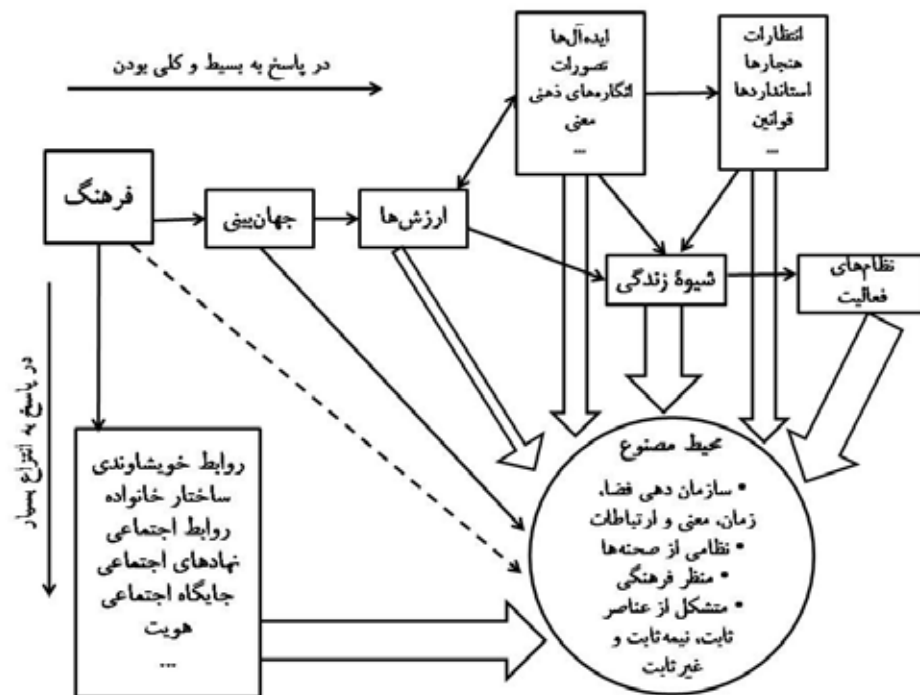 در پاسخ به بسیط و کلی بودن
ایده‌آل‌ها
تصورات
انگاره‌های ذهنی
معنی
...
انتظارات
هنجارها
استانداردها
قوانین
...
فرهنگ
جهان‌بینی
ارزش‌ها
شیوۀ زندگی
نظام‌های
فعالیت
در پاسخ به انتزاع بسیار
روابط خویشاوندی
ساختار خانواده
روابط اجتماعی
نهادهای اجتماعی
جایگاه اجتماعی
هویت
...
محیط مصنوع
• سازمان دهی فضا،
زمان، معنی و ارتباطات
• نظامی از صحنه‌ها
• منظر فرهنگی
• متشکل از عناصر
ثابت، نیمه ثابت و
غیر ثابت